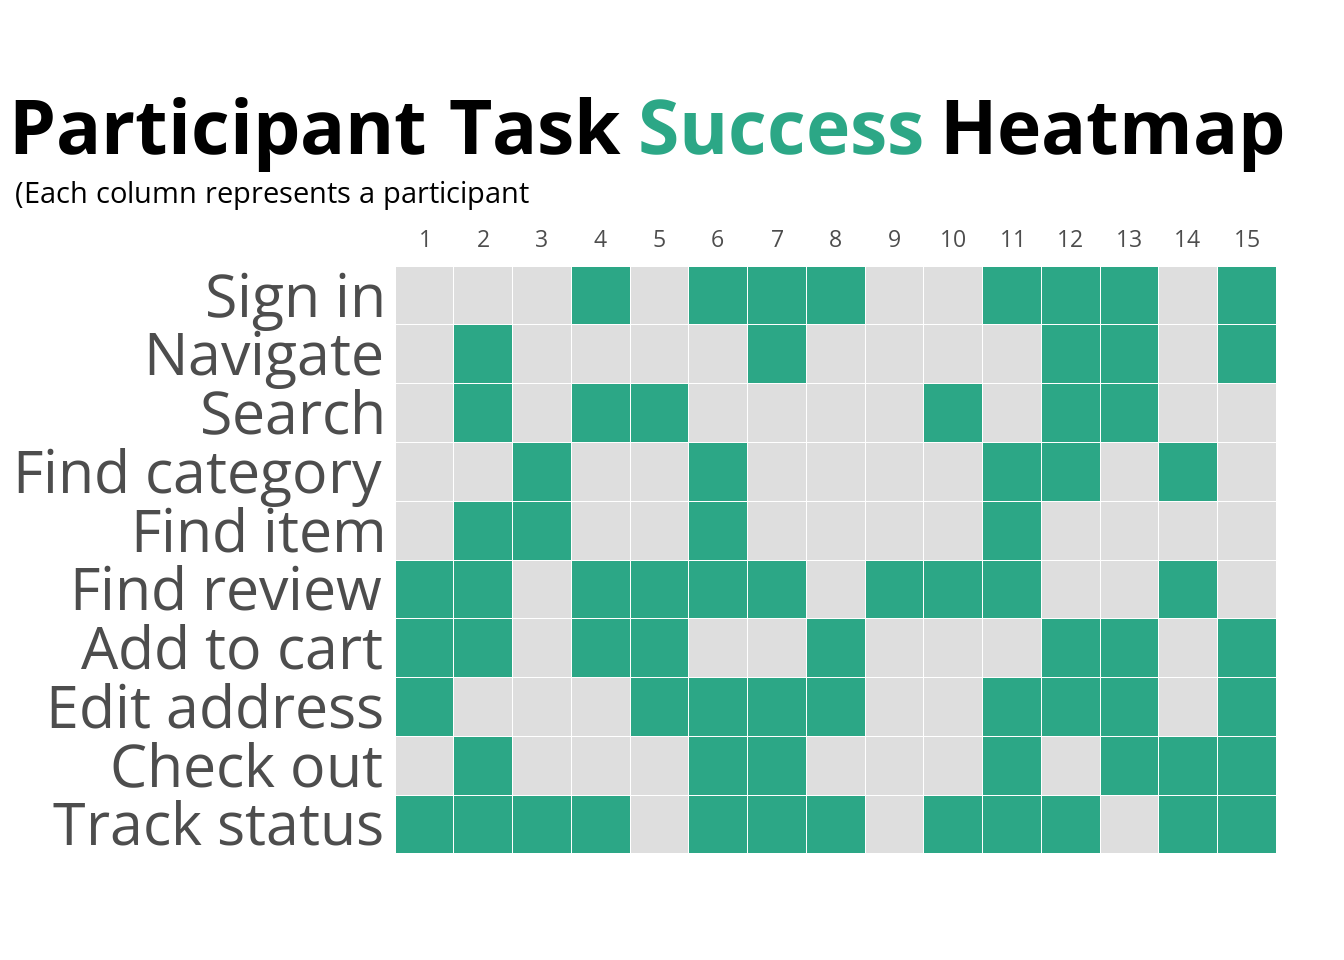 Participant Task Success Heatmap
(Each column represents a participant
1 2 3 4 5 6 7 8 9 10 11 12 13 14 15
Sign in
Navigate
Search
Find category
Find item
Find review
Add to cart
Edit address
Check out
Track status